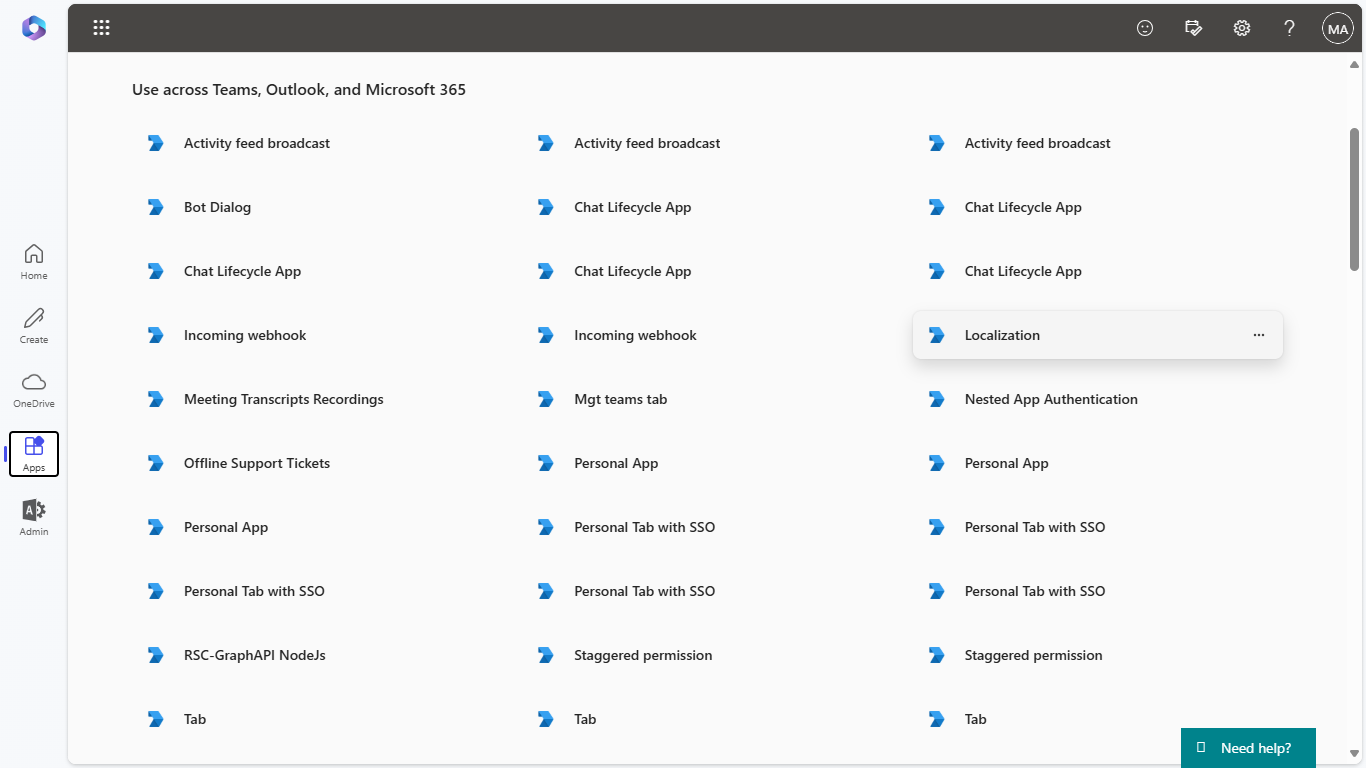 MA
Use across Teams, Outlook, and Microsoft 365
Activity feed broadcast
Activity feed broadcast
Activity feed broadcast
Bot Dialog
Chat Lifecycle App
Chat Lifecycle App
Chat Lifecycle App
Chat Lifecycle App
Chat Lifecycle App
Incoming webhook
Incoming webhook
Localization
Meeting Transcripts Recordings
Mgt teams tab
Nested App Authentication
Offline Support Tickets
Personal App
Personal App
Personal App
Personal Tab with SSO
Personal Tab with SSO
Personal Tab with SSO
Personal Tab with SSO
Personal Tab with SSO
RSC-GraphAPI NodeJs
Staggered permission
Staggered permission
Tab
Tab
Tab
Home
Create
OneDrive
Apps
Admin
Need help?